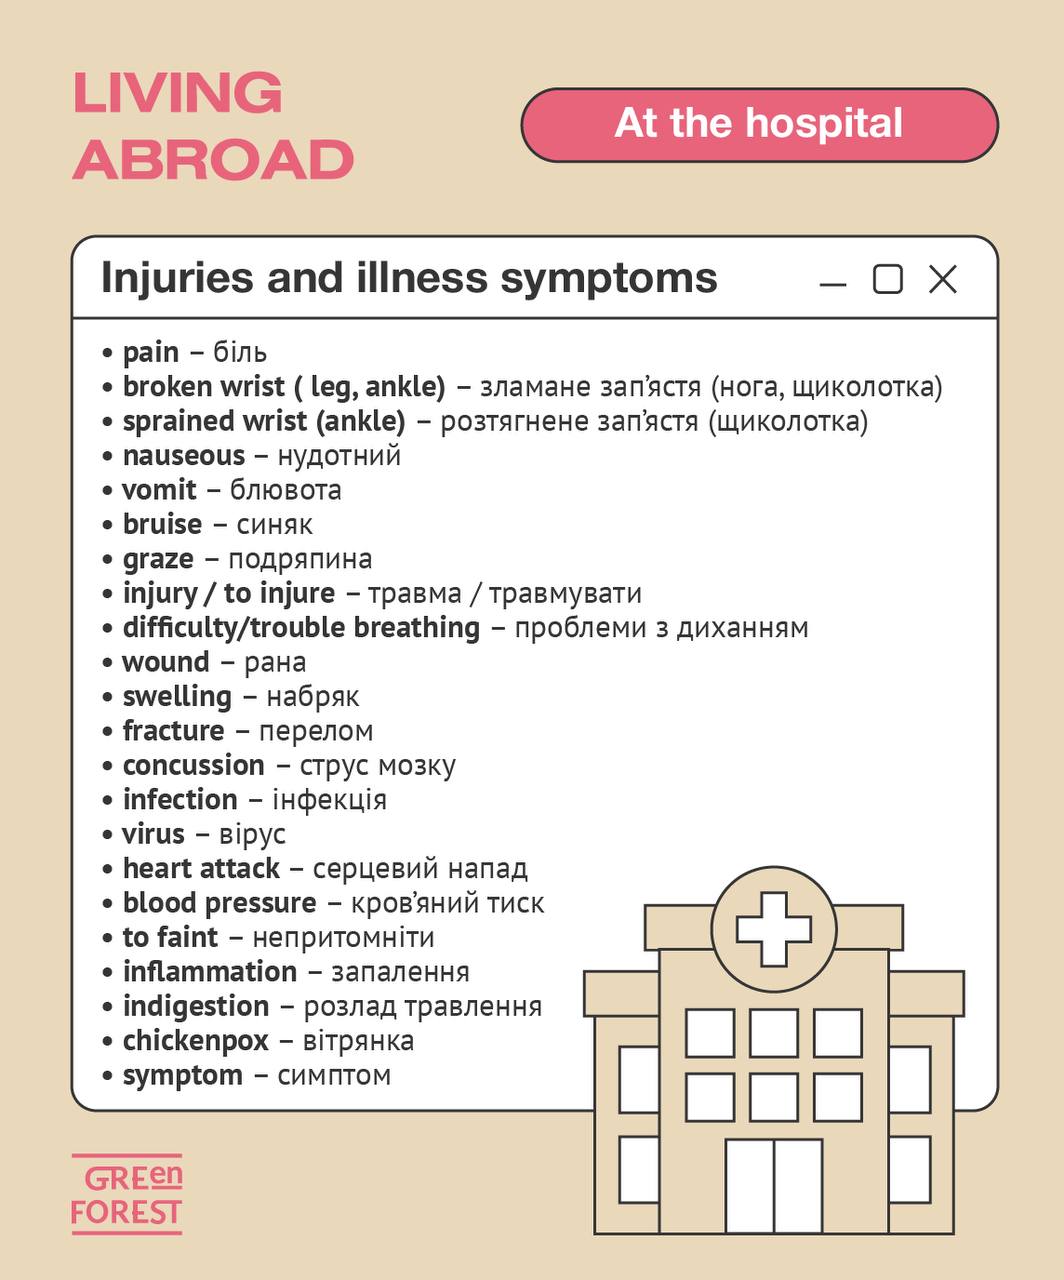 LIVING
ABROAD
At the hospital
Injuries and illness symptoms
• pain – біль
• broken wrist ( leg, ankle) – зламане зап’ястя (нога, щиколотка)
• sprained wrist (ankle) – розтягнене зап’ястя (щиколотка)
• nauseous – нудотний
• vomit – блювота
• bruise – синяк
• graze – подряпина
• injury / to injure – травма / травмувати
• difficulty/trouble breathing – проблеми з диханням
• wound – рана
• swelling – набряк
• fracture – перелом
• concussion – струс мозку
• infection – інфекція
• virus – вірус
• heart attack – серцевий напад
• blood pressure – кров’яний тиск
• to faint – непритомніти
• inflammation – запалення
• indigestion – розлад травлення
• chickenpox – вітрянка
• symptom – симптом
GREen
FOREST